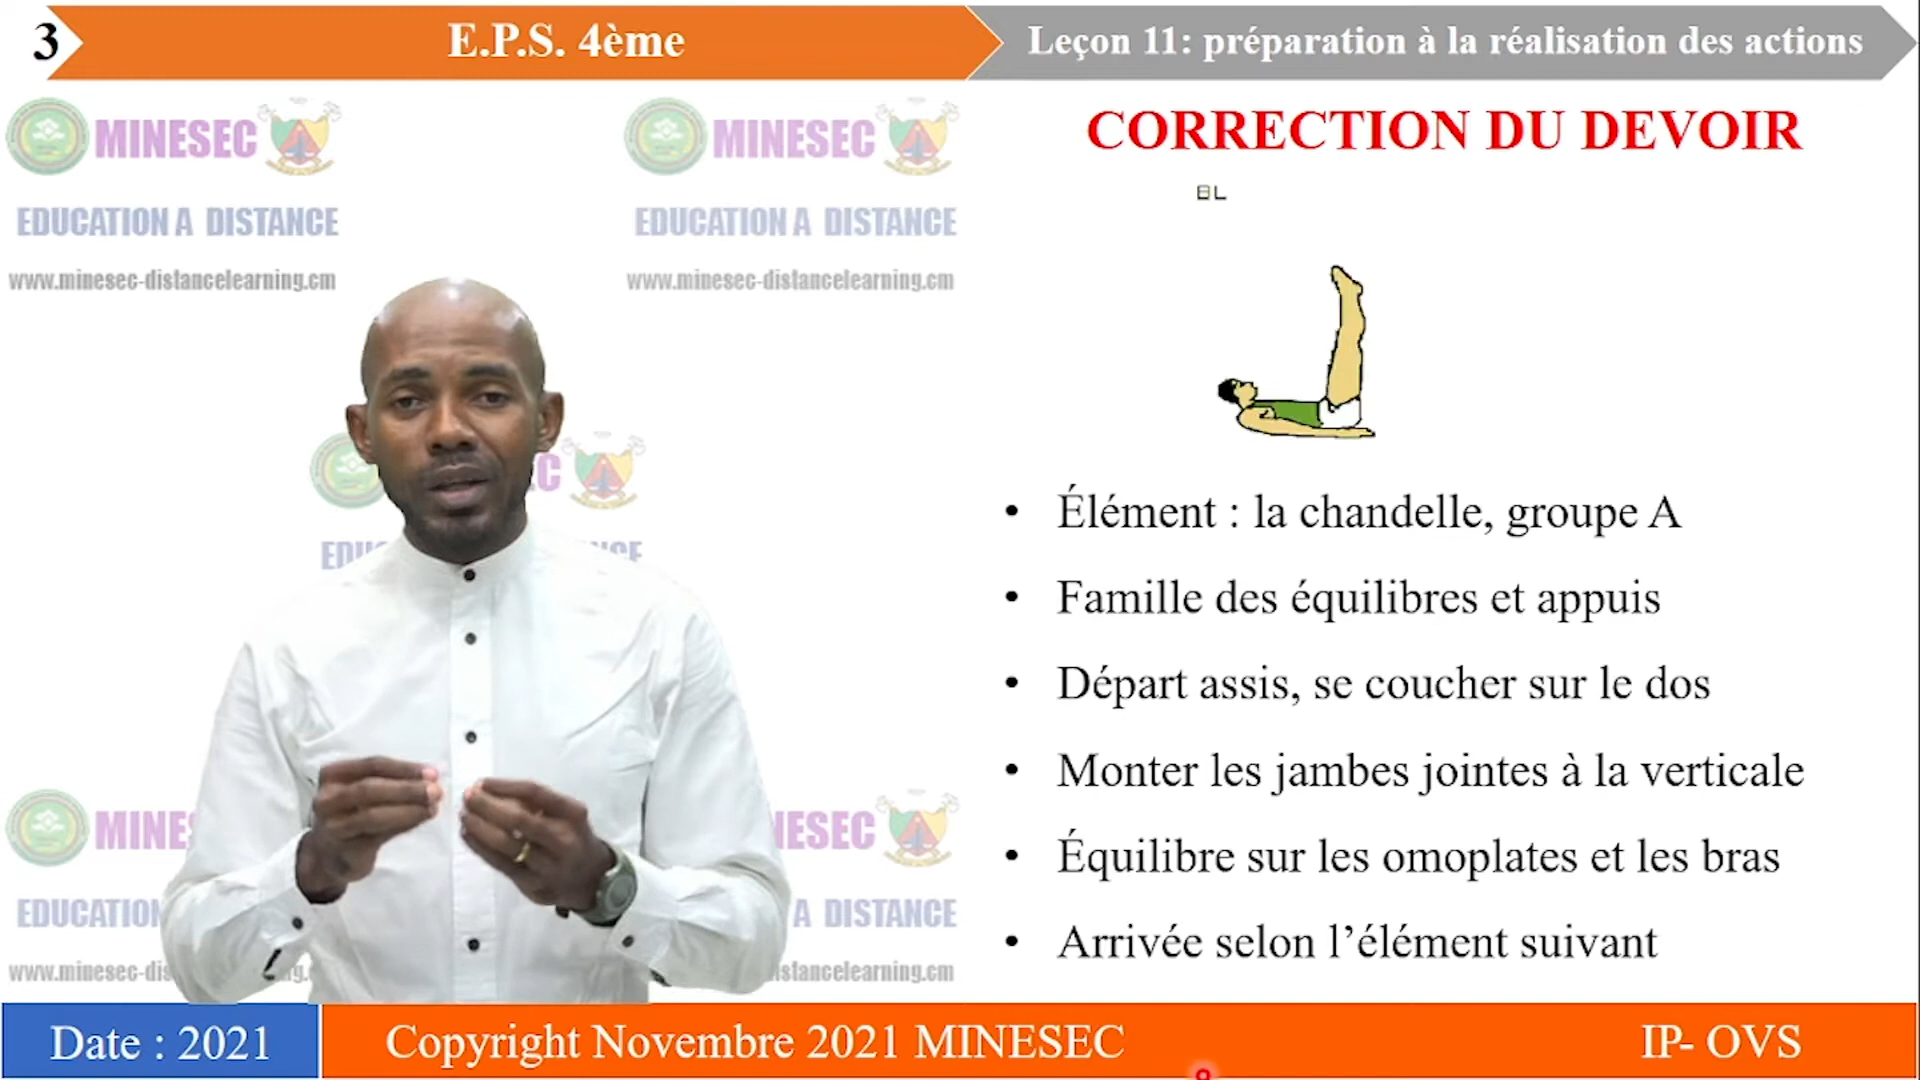 3
E.P.S. 4ème
Leçon 11: préparation à la réalisation des actions
MINESEC
EDUCATION A DISTANCE
www.minesec-distancelearning.cm
MINESEC
EDUCATION A DISTANCE
www.minesec-distancelearning.cm
CORRECTION DU DEVOIR
• Élément : la chandelle, groupe A
• Famille des équilibres et appuis
• Départ assis, se coucher sur le dos
• Monter les jambes jointes à la verticale
• Équilibre sur les omoplates et les bras
• Arrivée selon l’élément suivant
Date : 2021
Copyright Novembre 2021 MINESEC
IP- OVS